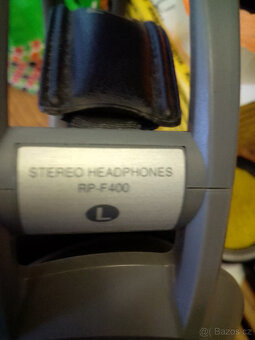 STEREO HEADPHONES
RP-F400
L
Bazos.cz